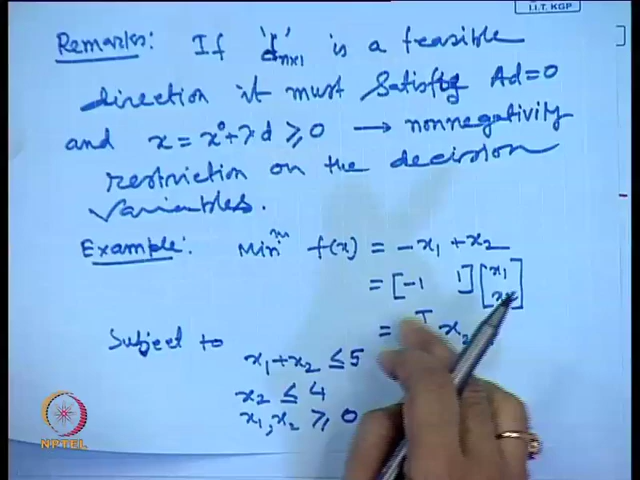 I.I.T. KGP
Remarks: If 'd'nx1 is a feasible
direction it must satisfy Ad=0
and x = x⁰+λd ≥ 0 → nonnegativity
restriction on the decision
variables.
Example: Minᵐ f(x) = -x₁ + x₂
= [-1 1] [x₁
Subject to = T x₂
x₁+x₂ ≤ 5
x₂ ≤ 4
x₁, x₂ ≥ 0
NPTEL